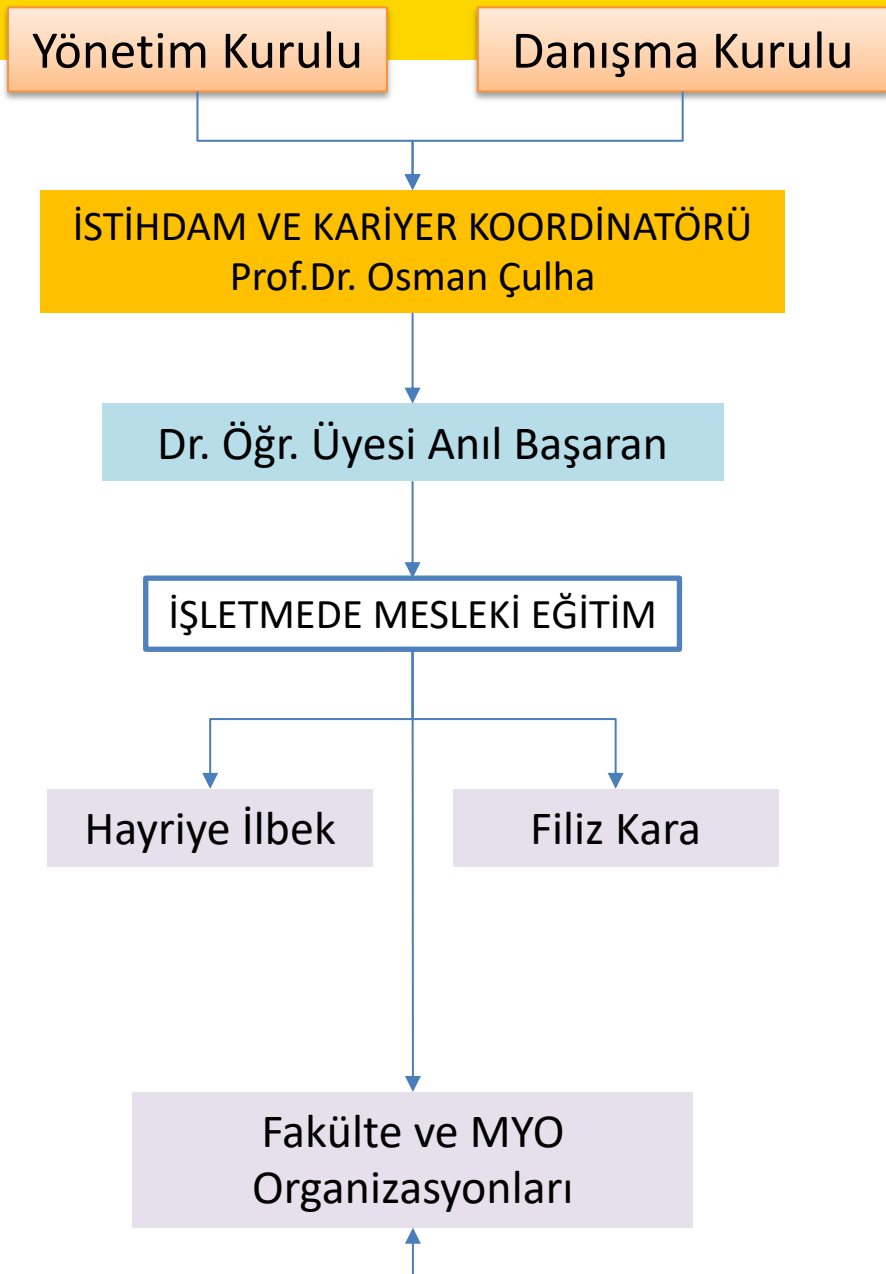 Yönetim Kurulu
Danışma Kurulu
İSTİHDAM VE KARİYER KOORDİNATÖRÜ
Prof.Dr. Osman Çulha
Dr. Öğr. Üyesi Anıl Başaran
İŞLETMEDE MESLEKİ EĞİTİM
Hayriye İlbek
Filiz Kara
Fakülte ve MYO
Organizasyonları